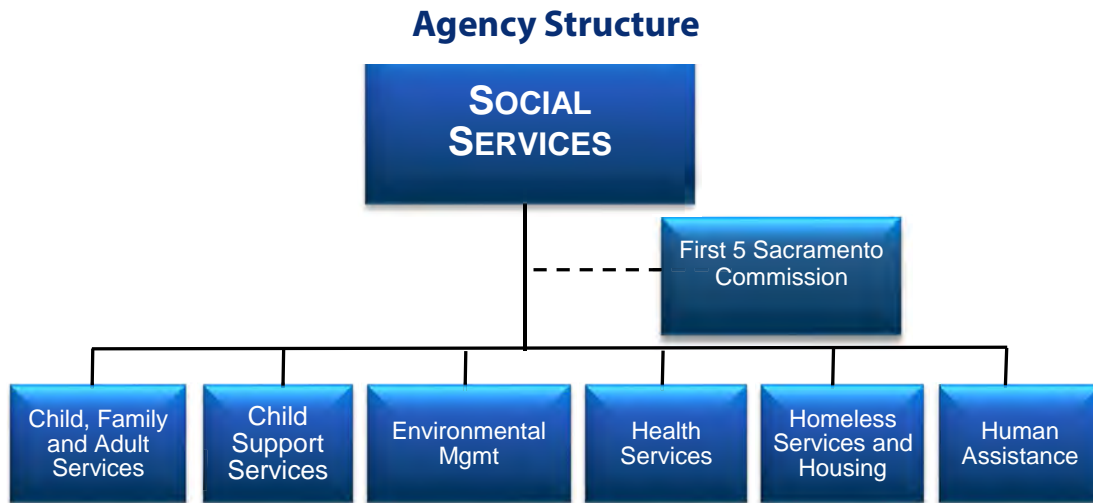 Agency Structure
SOCIAL
SERVICES
First 5 Sacramento
Commission
Child, Family
and Adult
Services
Child
Support
Services
Environmental
Mgmt
Health
Services
Homeless
Services and
Housing
Human
Assistance